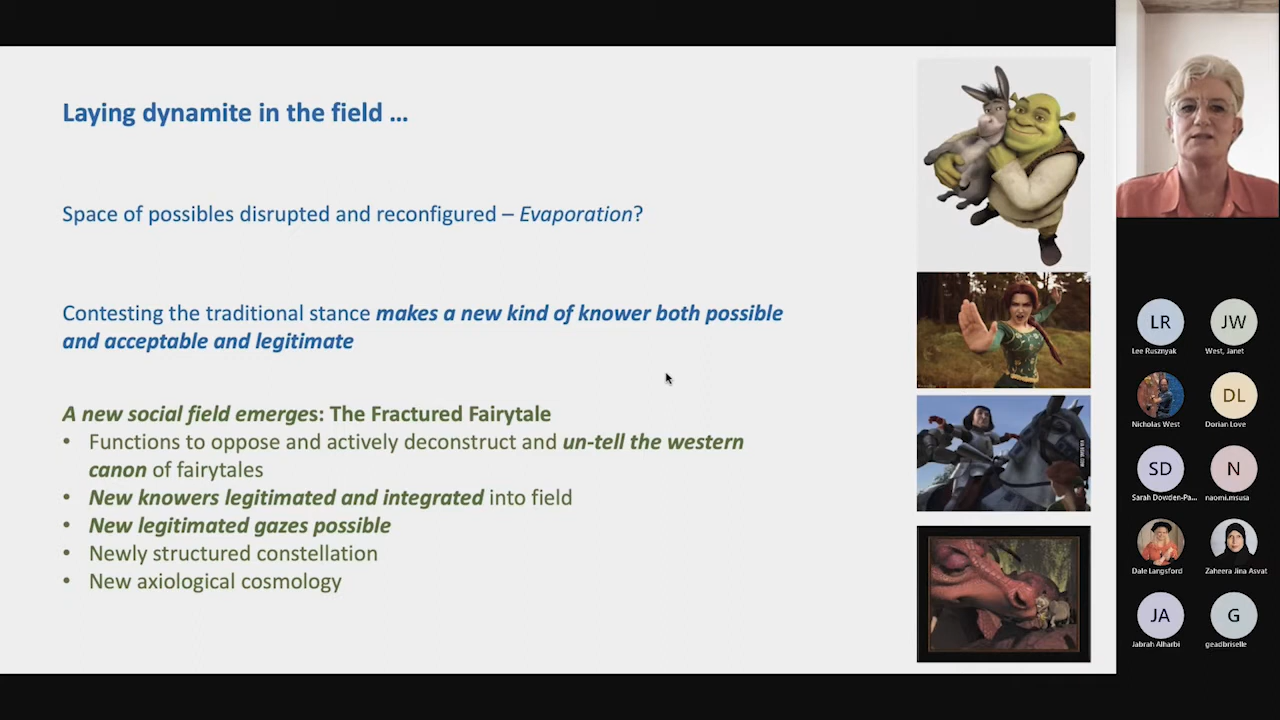 Laying dynamite in the field ...
Space of possibles disrupted and reconfigured – Evaporation?
Contesting the traditional stance makes a new kind of knower both possible
and acceptable and legitimate
A new social field emerges: The Fractured Fairytale
• Functions to oppose and actively deconstruct and un-tell the western
canon of fairytales
• New knowers legitimated and integrated into field
• New legitimated gazes possible
• Newly structured constellation
• New axiological cosmology
LR JW
Lee Rusznyak West, Janet
DL
Nicholas West Dorian Love
SD N
Sarah Dowden-Pa... naomi.msusa
Dale Langsford Zaheera Jina Asvat
JA G
Jabrah Alharbi geadbriselle